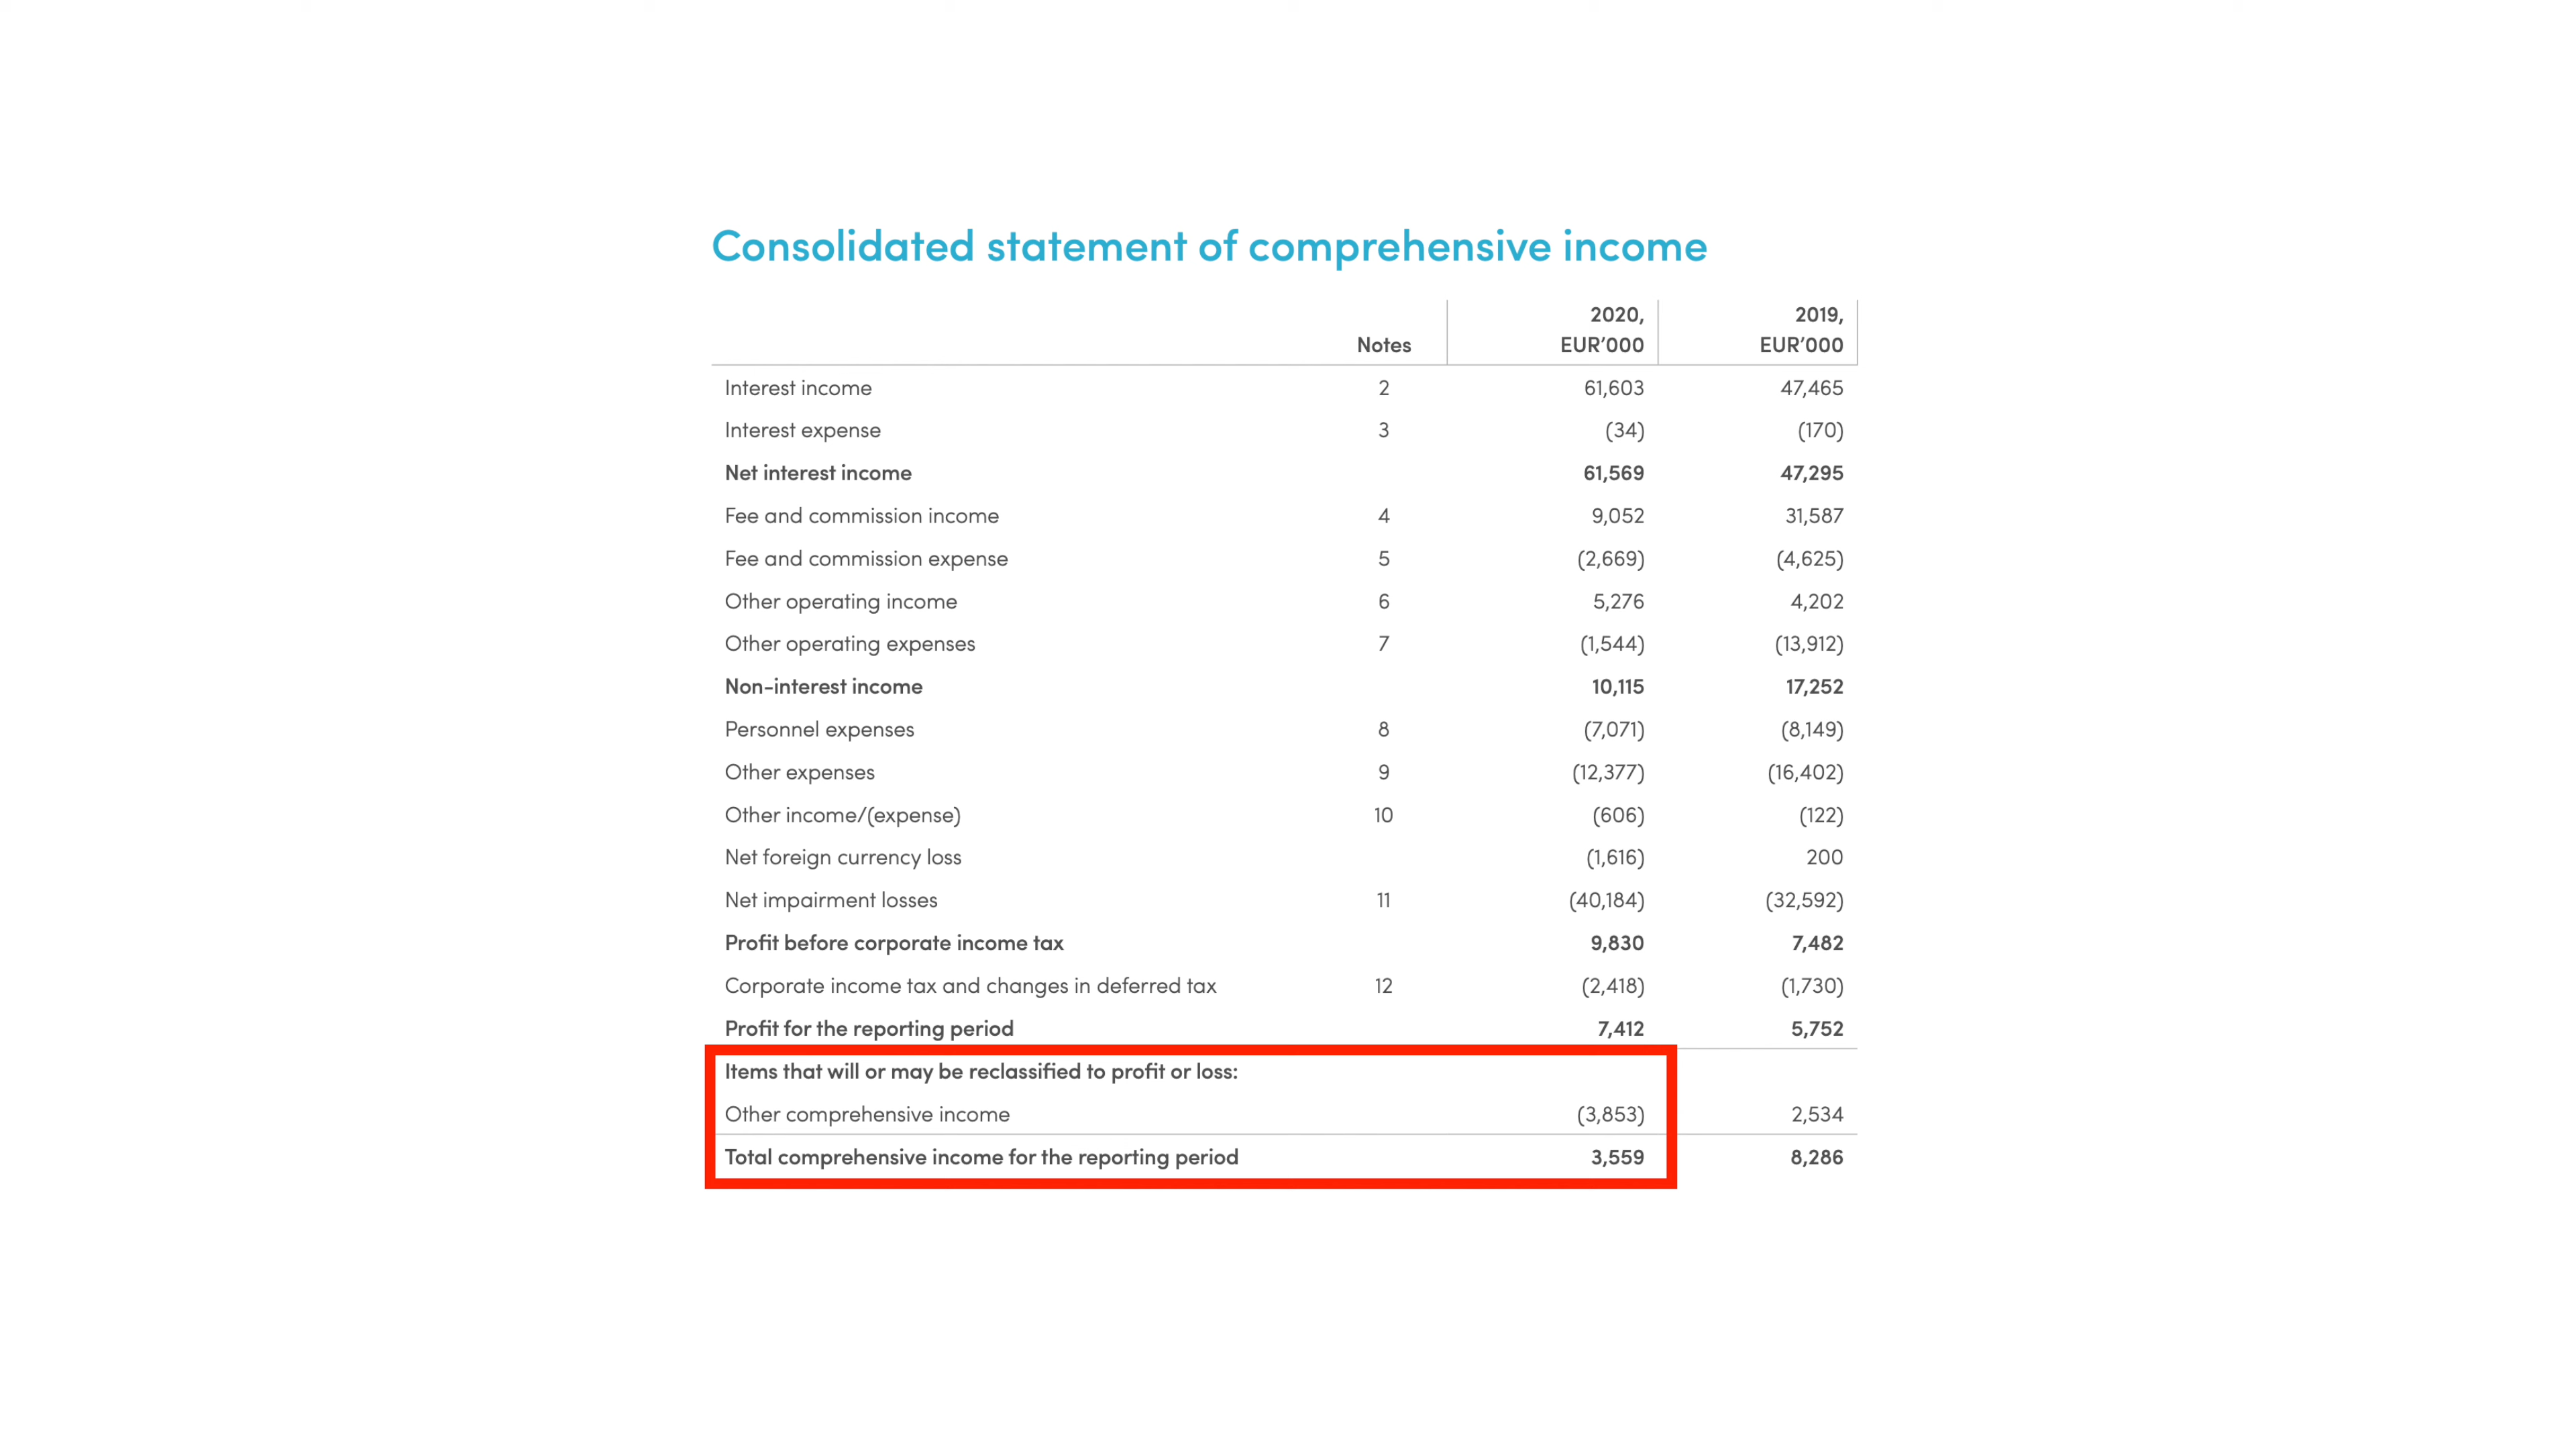 Consolidated statement of comprehensive income
2020, 2019,
Notes EUR’000 EUR’000
Interest income 2 61,603 47,465
Interest expense 3 (34) (170)
Net interest income 61,569 47,295
Fee and commission income 4 9,052 31,587
Fee and commission expense 5 (2,669) (4,625)
Other operating income 6 5,276 4,202
Other operating expenses 7 (1,544) (13,912)
Non-interest income 10,115 17,252
Personnel expenses 8 (7,071) (8,149)
Other expenses 9 (12,377) (16,402)
Other income/(expense) 10 (606) (122)
Net foreign currency loss (1,616) 200
Net impairment losses 11 (40,184) (32,592)
Profit before corporate income tax 9,830 7,482
Corporate income tax and changes in deferred tax 12 (2,418) (1,730)
Profit for the reporting period 7,412 5,752
Items that will or may be reclassified to profit or loss:
Other comprehensive income (3,853) 2,534
Total comprehensive income for the reporting period 3,559 8,286